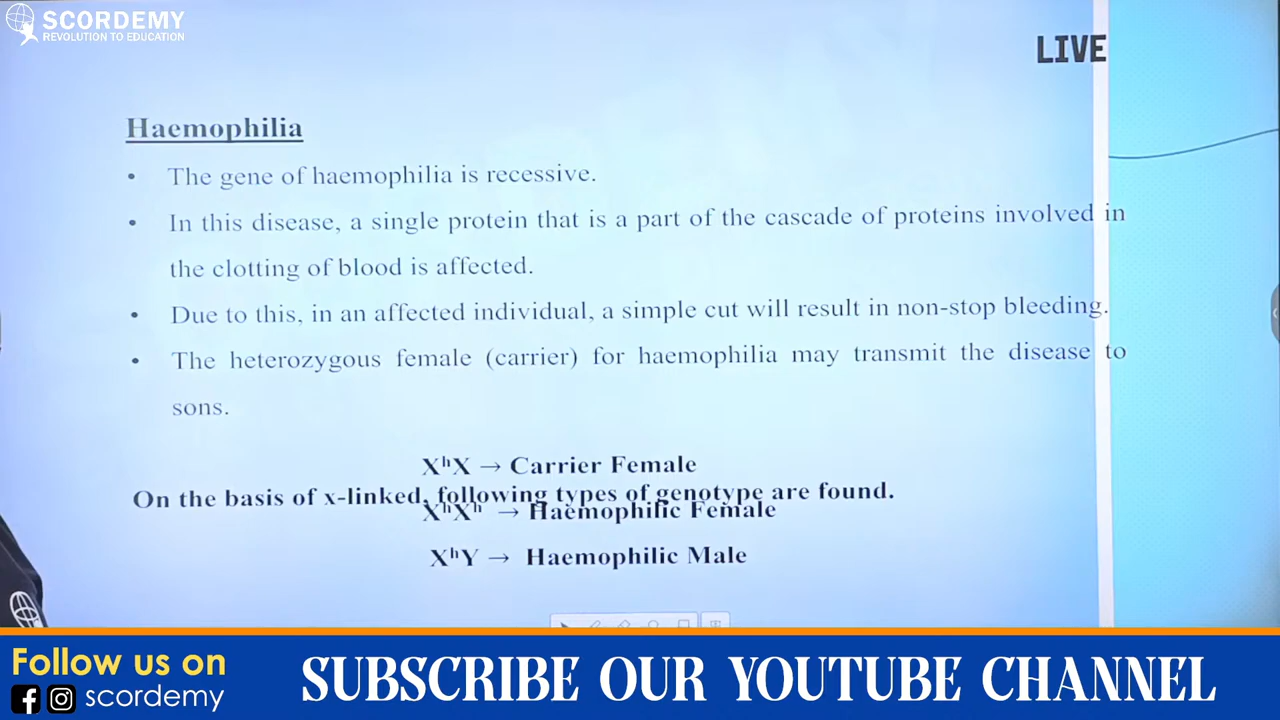 SCORDEMY
REVOLUTION TO EDUCATION
LIVE
Haemophilia
• The gene of haemophilia is recessive.
• In this disease, a single protein that is a part of the cascade of proteins involved in
the clotting of blood is affected.
• Due to this, in an affected individual, a simple cut will result in non-stop bleeding.
• The heterozygous female (carrier) for haemophilia may transmit the disease to
sons.
XʰX → Carrier Female
On the basis of x-linked, following types of genotype are found.
XʰXʰ → Haemophilic Female
XʰY → Haemophilic Male
Follow us on
scordemy
SUBSCRIBE OUR YOUTUBE CHANNEL